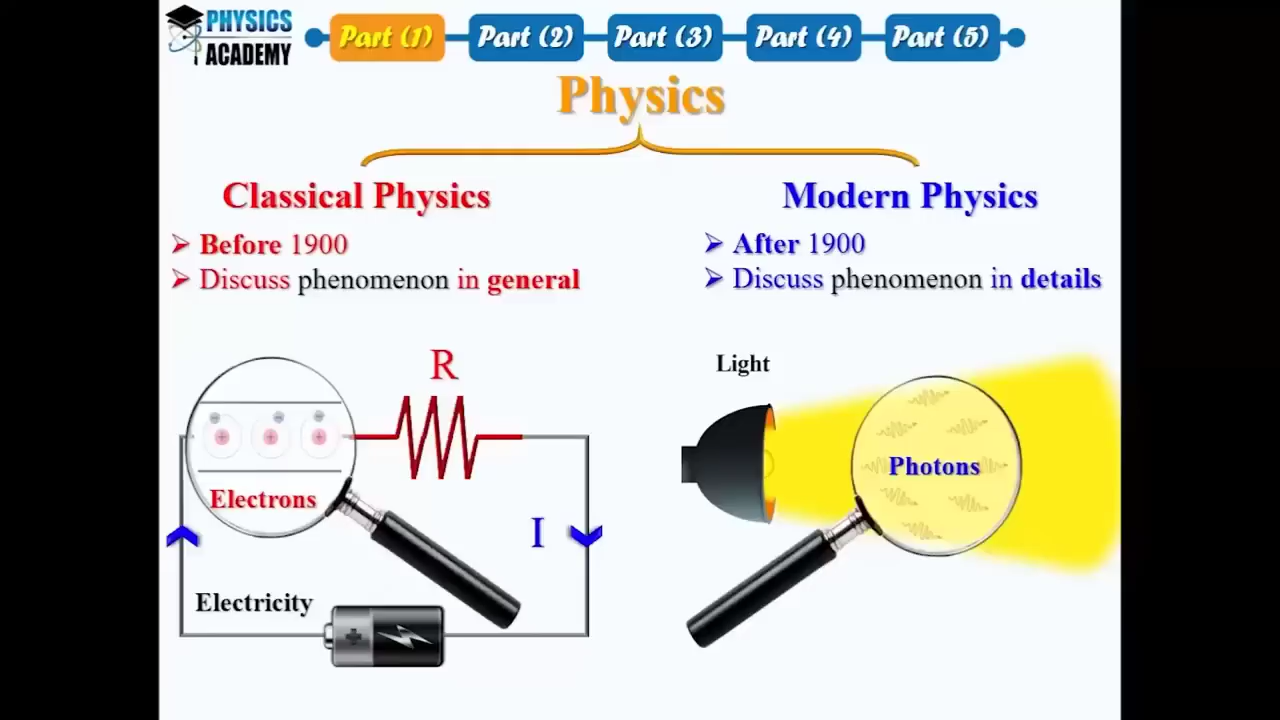 PHYSICS
ACADEMY
Part (1)
Part (2)
Part (3)
Part (4)
Part (5)
Physics
Classical Physics
Before 1900
Discuss phenomenon in general
Modern Physics
After 1900
Discuss phenomenon in details
R
Electrons
I
Electricity
Light
Photons